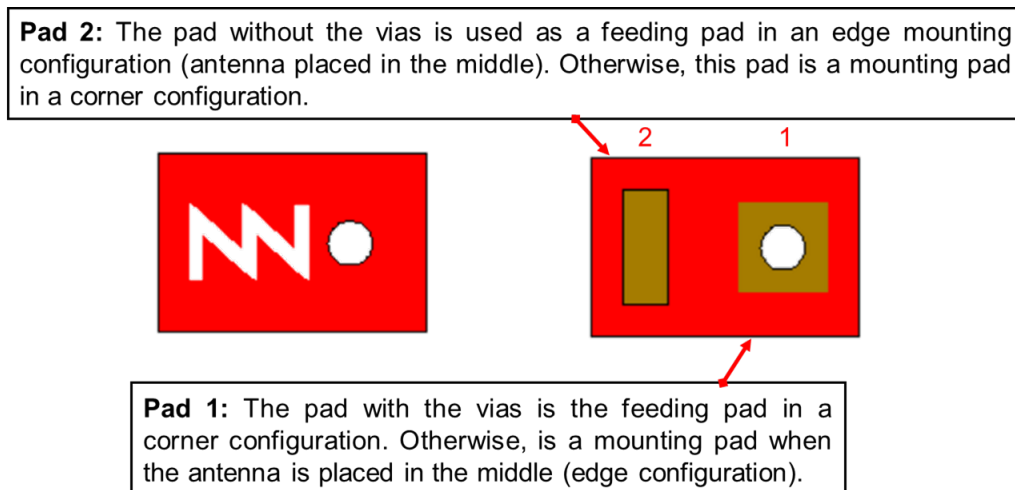 Pad 2: The pad without the vias is used as a feeding pad in an edge mounting
configuration (antenna placed in the middle). Otherwise, this pad is a mounting pad
in a corner configuration.
2 1
Pad 1: The pad with the vias is the feeding pad in a
corner configuration. Otherwise, is a mounting pad when
the antenna is placed in the middle (edge configuration).